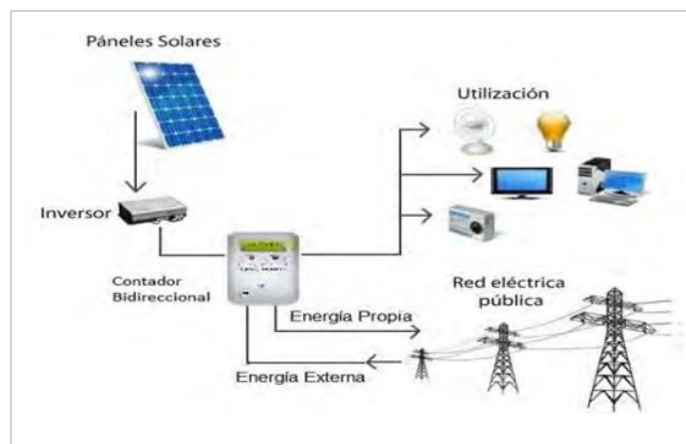 Páneles Solares
Utilización
Inversor
Contador
Bidireccional
Red eléctrica
pública
Energía Propia
Energía Externa